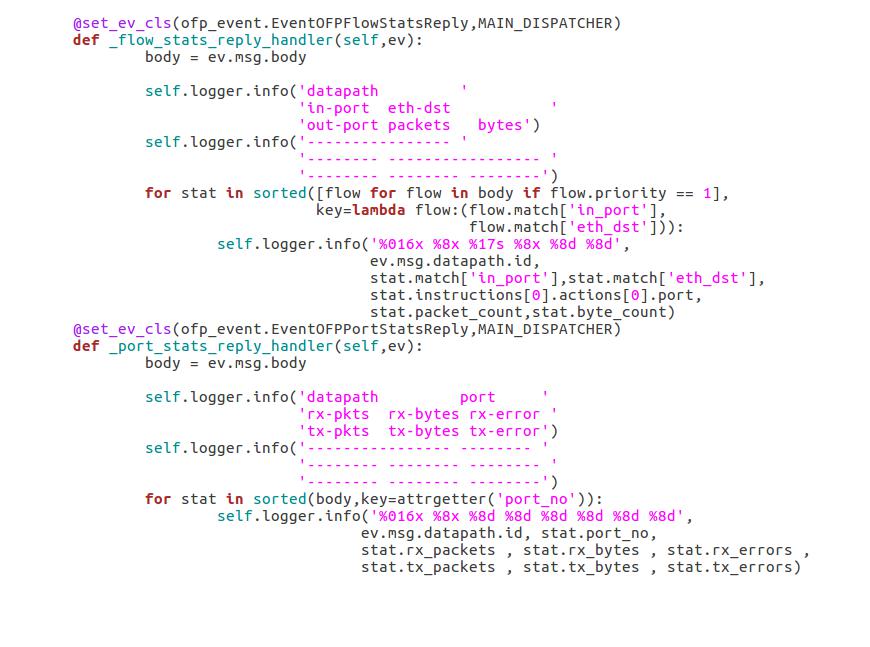 @set_ev_cls(ofp_event.EventOFPFlowStatsReply,MAIN_DISPATCHER)
def _flow_stats_reply_handler(self,ev):
        body = ev.msg.body

        self.logger.info('datapath         '
                         'in-port  eth-dst           '
                         'out-port packets   bytes')
        self.logger.info('---------------- '
                         '-------- ----------------- '
                         '-------- -------- --------')
        for stat in sorted([flow for flow in body if flow.priority == 1],
                           key=lambda flow:(flow.match['in_port'],
                                            flow.match['eth_dst'])):
                self.logger.info('%016x %8x %17s %8x %8d %8d',
                                 ev.msg.datapath.id,
                                 stat.match['in_port'],stat.match['eth_dst'],
                                 stat.instructions[0].actions[0].port,
                                 stat.packet_count,stat.byte_count)
@set_ev_cls(ofp_event.EventOFPPortStatsReply,MAIN_DISPATCHER)
def _port_stats_reply_handler(self,ev):
        body = ev.msg.body

        self.logger.info('datapath         port     '
                         'rx-pkts  rx-bytes rx-error '
                         'tx-pkts  tx-bytes tx-error')
        self.logger.info('---------------- -------- '
                         '-------- -------- -------- '
                         '-------- -------- --------')
        for stat in sorted(body,key=attrgetter('port_no')):
                self.logger.info('%016x %8x %8d %8d %8d %8d %8d %8d',
                                ev.msg.datapath.id, stat.port_no,
                                stat.rx_packets , stat.rx_bytes , stat.rx_errors ,
                                stat.tx_packets , stat.tx_bytes , stat.tx_errors)